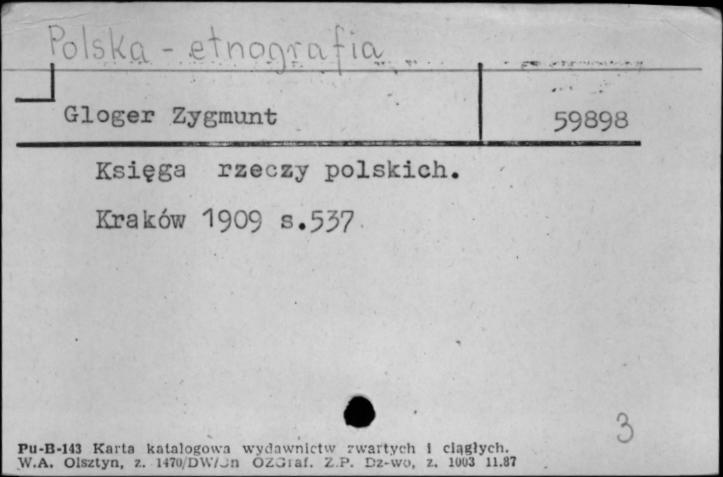 Polska - etnografia
Gloger Zygmunt 59898
Księga rzeczy polskich.
Kraków 1909 s.537
3
Pu-B-143 Karta katalogowa wydawnictw zwartych i ciągłych.
W.A. Olsztyn, z. 1470/DW/Jn OZGraf. Z.P. Dz-wo, z. 1003 11.87